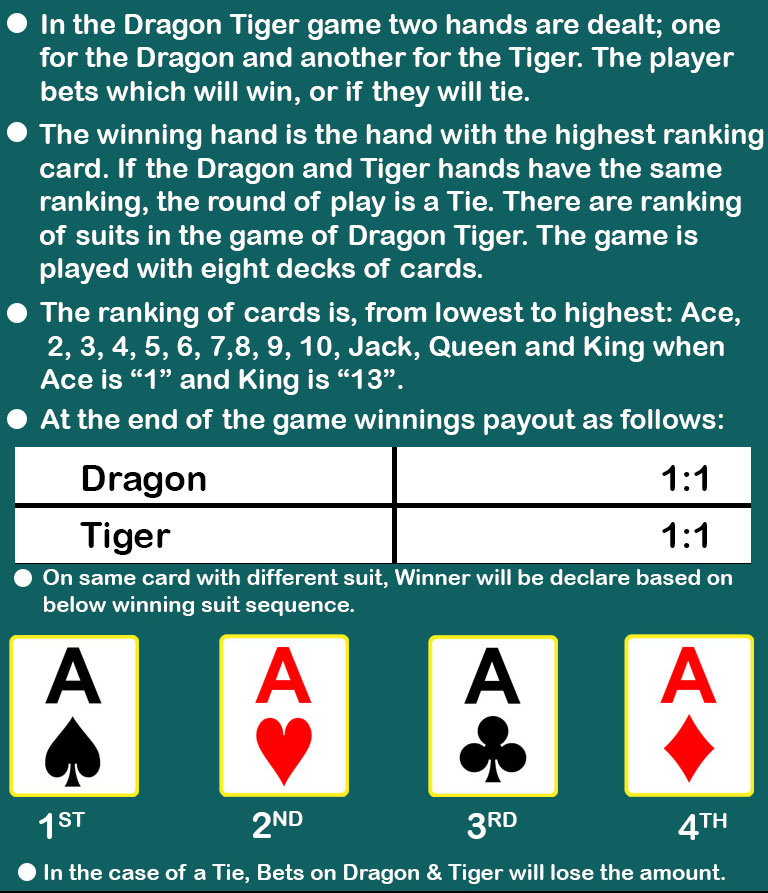 ● In the Dragon Tiger game two hands are dealt; one
for the Dragon and another for the Tiger. The player
bets which will win, or if they will tie.
● The winning hand is the hand with the highest ranking
card. If the Dragon and Tiger hands have the same
ranking, the round of play is a Tie. There are ranking
of suits in the game of Dragon Tiger. The game is
played with eight decks of cards.
● The ranking of cards is, from lowest to highest: Ace,
2, 3, 4, 5, 6, 7,8, 9, 10, Jack, Queen and King when
Ace is “1” and King is “13”.
● At the end of the game winnings payout as follows:
Dragon 1:1
Tiger 1:1
● On same card with different suit, Winner will be declare based on
below winning suit sequence.
A A A A
♠ ♥ ♣ ♦
1ST 2ND 3RD 4TH
● In the case of a Tie, Bets on Dragon & Tiger will lose the amount.